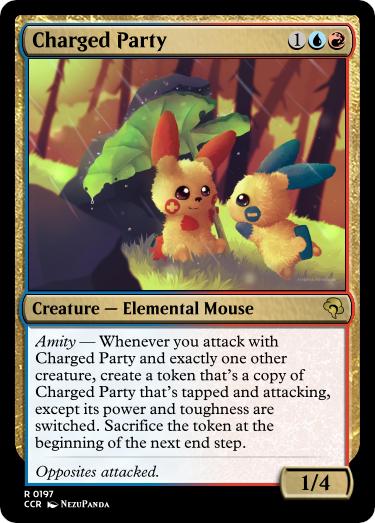 Charged Party 1
Creature — Elemental Mouse
Amity — Whenever you attack with
Charged Party and exactly one other
creature, create a token that's a copy of
Charged Party that's tapped and attacking,
except its power and toughness are
switched. Sacrifice the token at the
beginning of the next end step.
Opposites attacked.
1/4
R 0197
CCR NezuPanda